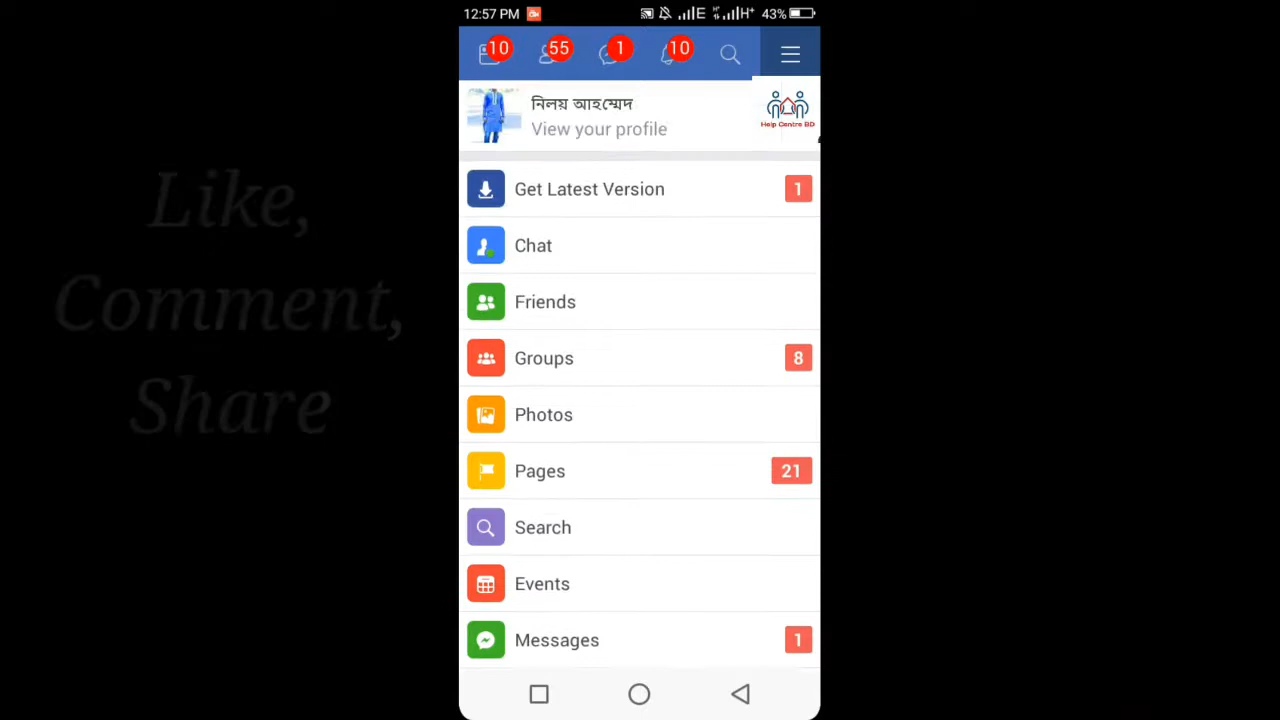 12:57 PM
E
H+
H+
43%
10
55
1
10
নিলয় আহম্মেদ
View your profile
Help Centre BD
Get Latest Version
1
Chat
Friends
Groups
8
Photos
Pages
21
Search
Events
Messages
1
Like,
Comment,
Share